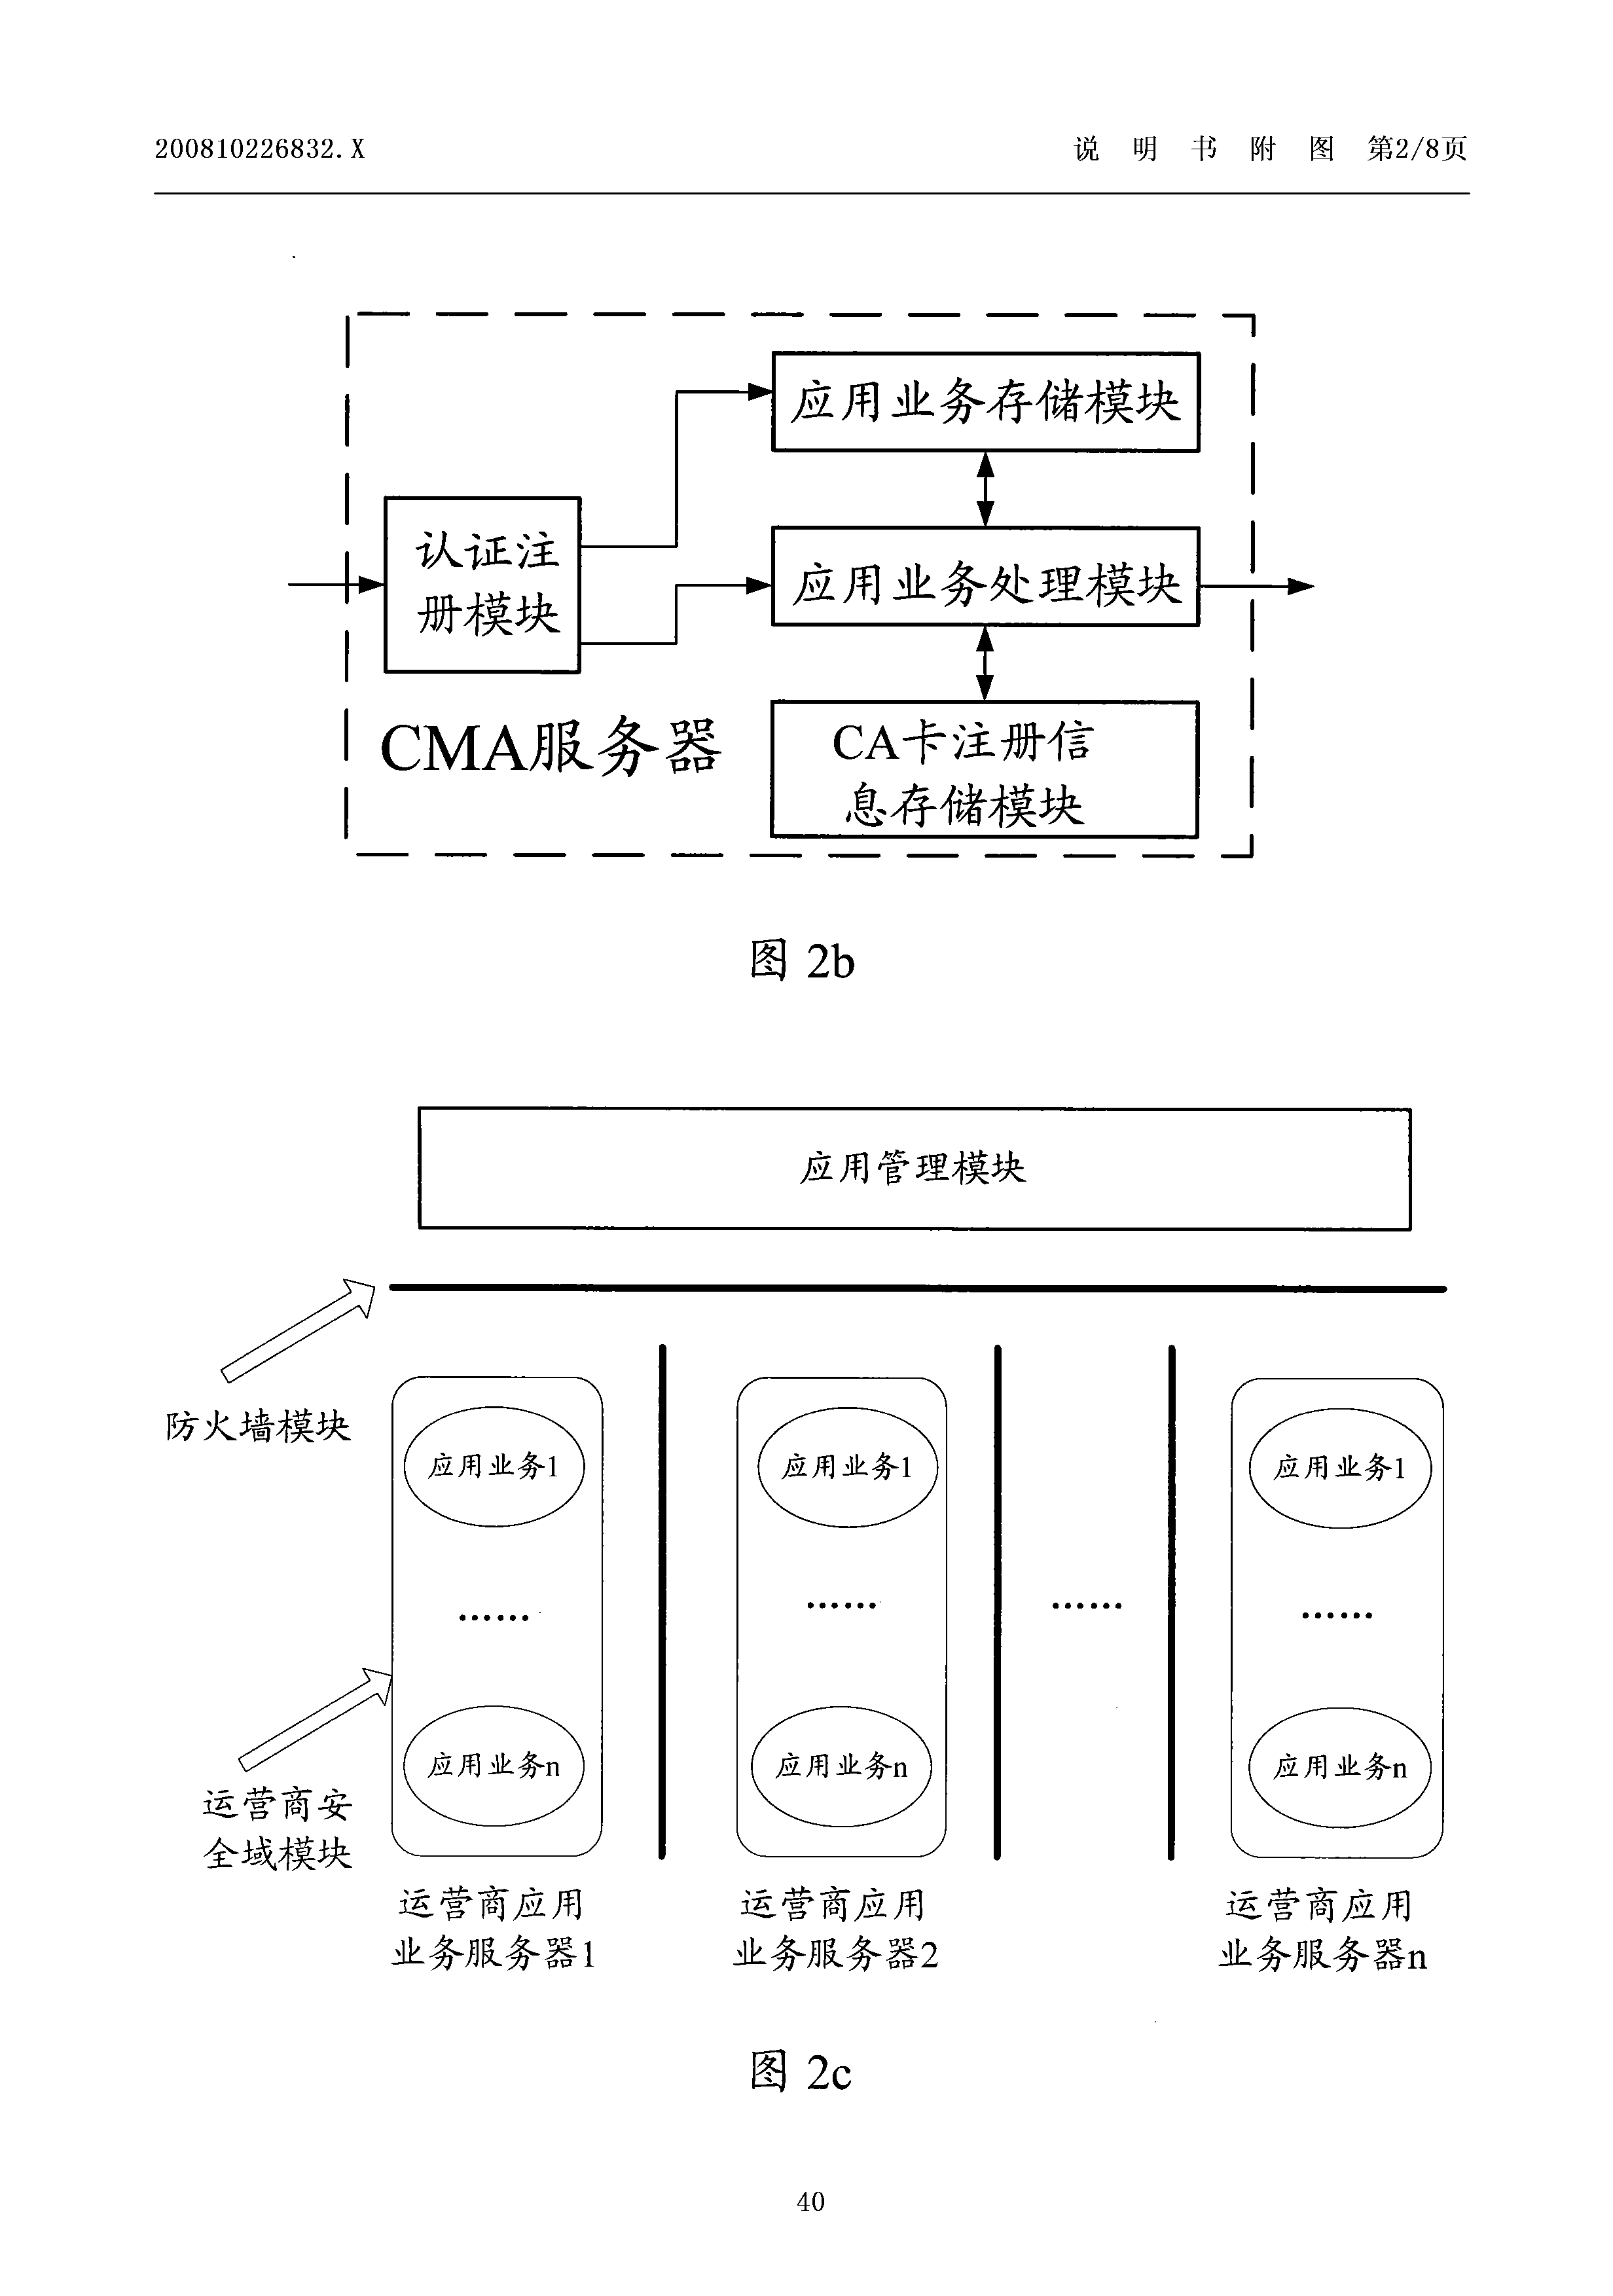 200810226832.X
说 明 书 附 图 第2/8页
应用业务存储模块
认证注
册模块
应用业务处理模块
CMA服务器
CA卡注册信
息存储模块
图 2b
应用管理模块
防火墙模块
应用业务1
应用业务1
应用业务1
......
......
......
......
应用业务n
应用业务n
应用业务n
运营商安
全域模块
运营商应用
业务服务器1
运营商应用
业务服务器2
运营商应用
业务服务器n
图 2c
40